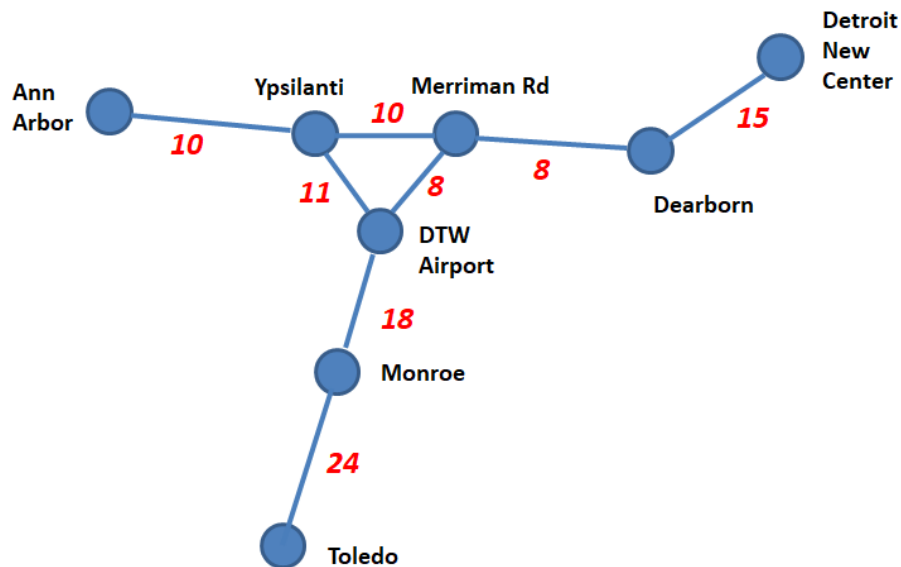 Detroit
New
Center
Ann
Arbor
Ypsilanti
Merriman Rd
10
10
15
11
8
8
Dearborn
DTW
Airport
18
Monroe
24
Toledo